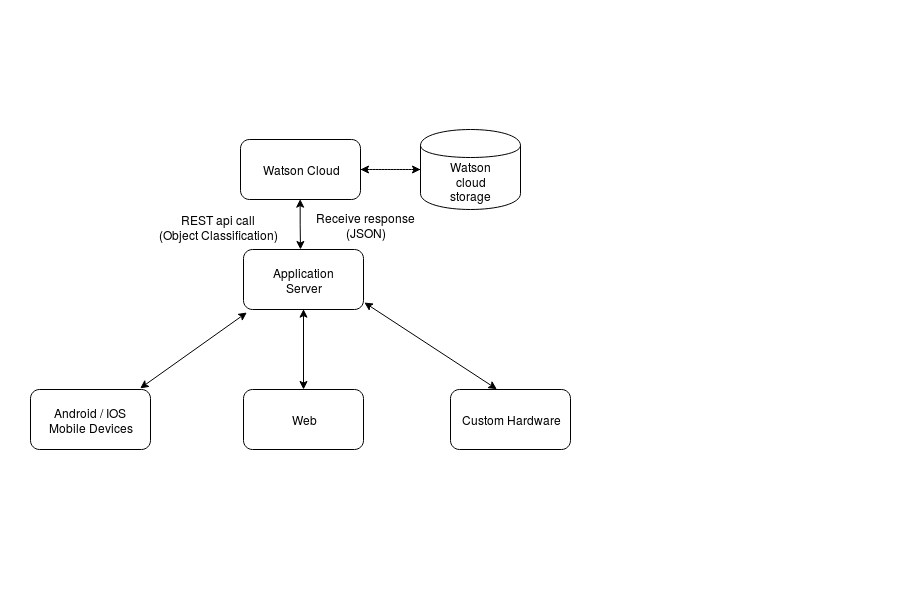 Watson Cloud
Watson
cloud
storage
REST api call
(Object Classification)
Receive response
(JSON)
Application
Server
Android / IOS
Mobile Devices
Web
Custom Hardware